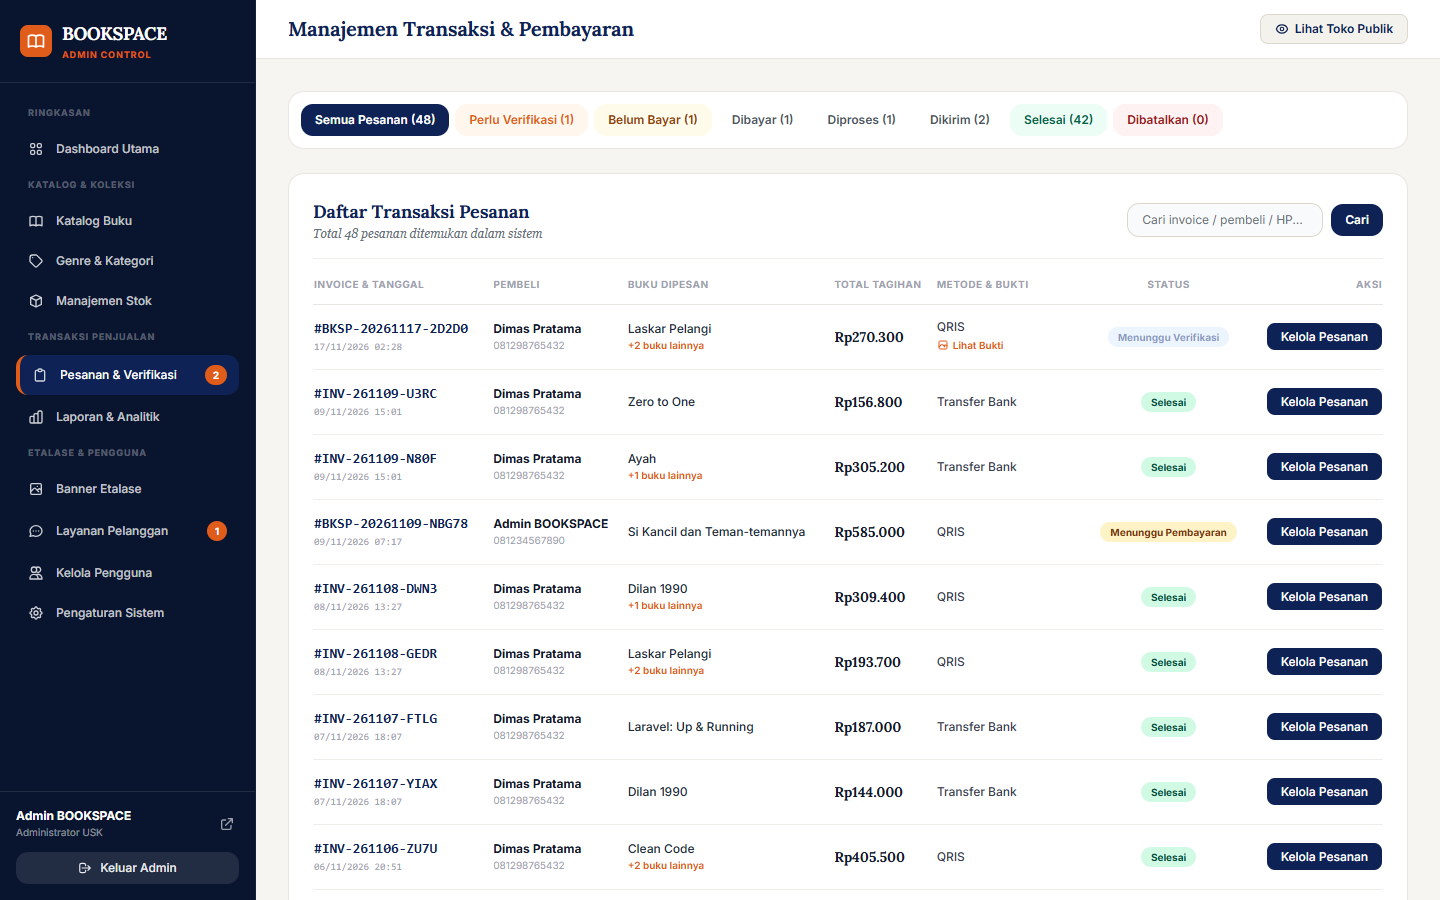 BOOKSPACE
ADMIN CONTROL
RINGKASAN
Dashboard Utama
KATALOG & KOLEKSI
Katalog Buku
Genre & Kategori
Manajemen Stok
TRANSAKSI PENJUALAN
Pesanan & Verifikasi 2
Laporan & Analitik
ETALASE & PENGGUNA
Banner Etalase
Layanan Pelanggan 1
Kelola Pengguna
Pengaturan Sistem
Admin BOOKSPACE
Administrator USK
Keluar Admin
Manajemen Transaksi & Pembayaran
Lihat Toko Publik
Semua Pesanan (48) Perlu Verifikasi (1) Belum Bayar (1) Dibayar (1) Diproses (1) Dikirim (2) Selesai (42) Dibatalkan (0)
Daftar Transaksi Pesanan
Total 48 pesanan ditemukan dalam sistem
Cari invoice / pembeli / HP... Cari
INVOICE & TANGGAL PEMBELI BUKU DIPESAN TOTAL TAGIHAN METODE & BUKTI STATUS AKSI
#BKSP-20261117-2D2D0 Dimas Pratama Laskar Pelangi Rp270.300 QRIS Menunggu Verifikasi Kelola Pesanan
17/11/2026 02:28 081298765432 +2 buku lainnya Lihat Bukti
#INV-261109-U3RC Dimas Pratama Zero to One Rp156.800 Transfer Bank Selesai Kelola Pesanan
09/11/2026 15:01 081298765432
#INV-261109-N80F Dimas Pratama Ayah Rp305.200 Transfer Bank Selesai Kelola Pesanan
09/11/2026 15:01 081298765432 +1 buku lainnya
#BKSP-20261109-NBG78 Admin BOOKSPACE Si Kancil dan Teman-temannya Rp585.000 QRIS Menunggu Pembayaran Kelola Pesanan
09/11/2026 07:17 081234567890
#INV-261108-DWN3 Dimas Pratama Dilan 1990 Rp309.400 QRIS Selesai Kelola Pesanan
08/11/2026 13:27 081298765432 +1 buku lainnya
#INV-261108-GEDR Dimas Pratama Laskar Pelangi Rp193.700 QRIS Selesai Kelola Pesanan
08/11/2026 13:27 081298765432 +2 buku lainnya
#INV-261107-FTLG Dimas Pratama Laravel: Up & Running Rp187.000 Transfer Bank Selesai Kelola Pesanan
07/11/2026 18:07 081298765432
#INV-261107-YIAX Dimas Pratama Dilan 1990 Rp144.000 Transfer Bank Selesai Kelola Pesanan
07/11/2026 18:07 081298765432
#INV-261106-ZU7U Dimas Pratama Clean Code Rp405.500 QRIS Selesai Kelola Pesanan
06/11/2026 20:51 081298765432 +2 buku lainnya